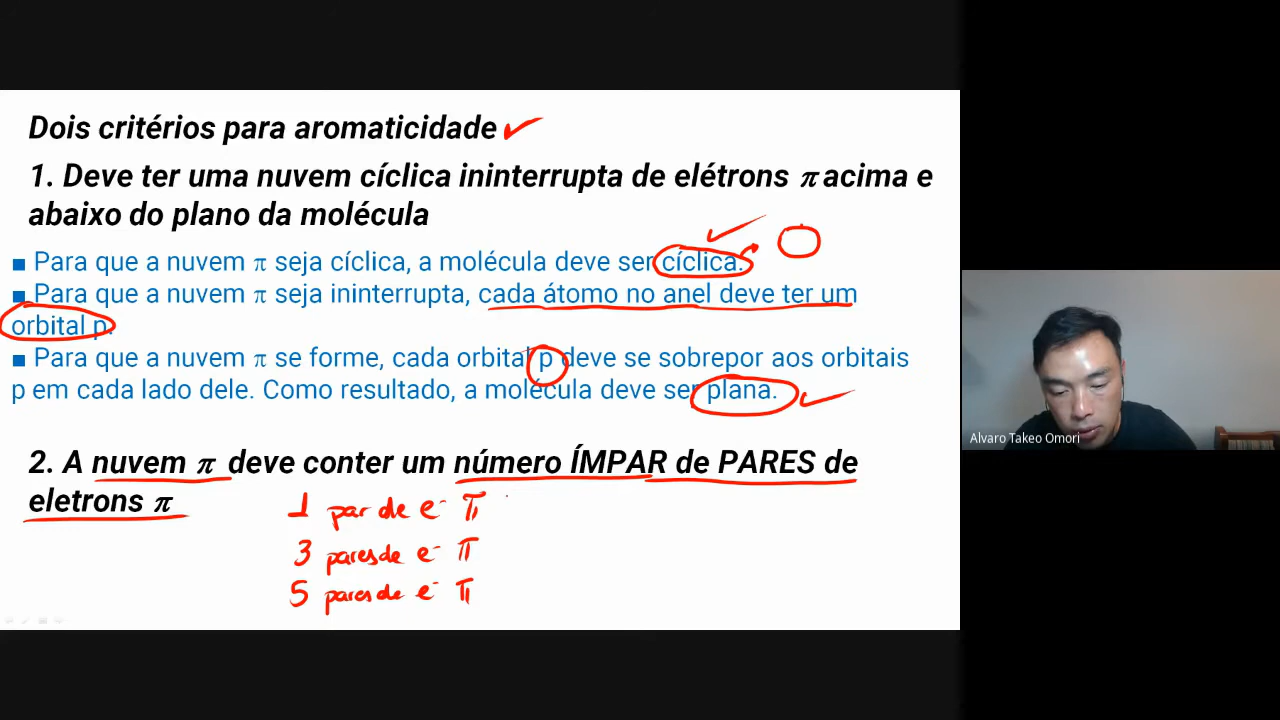 Dois critérios para aromaticidade
1. Deve ter uma nuvem cíclica ininterrupta de elétrons π acima e
abaixo do plano da molécula
■ Para que a nuvem π seja cíclica, a molécula deve ser cíclica.
■ Para que a nuvem π seja ininterrupta, cada átomo no anel deve ter um
orbital p.
■ Para que a nuvem π se forme, cada orbital p deve se sobrepor aos orbitais
p em cada lado dele. Como resultado, a molécula deve ser plana.
2. A nuvem π deve conter um número ÍMPAR de PARES de
eletrons π
1 par de e⁻ π
3 pares de e⁻ π
5 pares de e⁻ π
Alvaro Takeo Omori